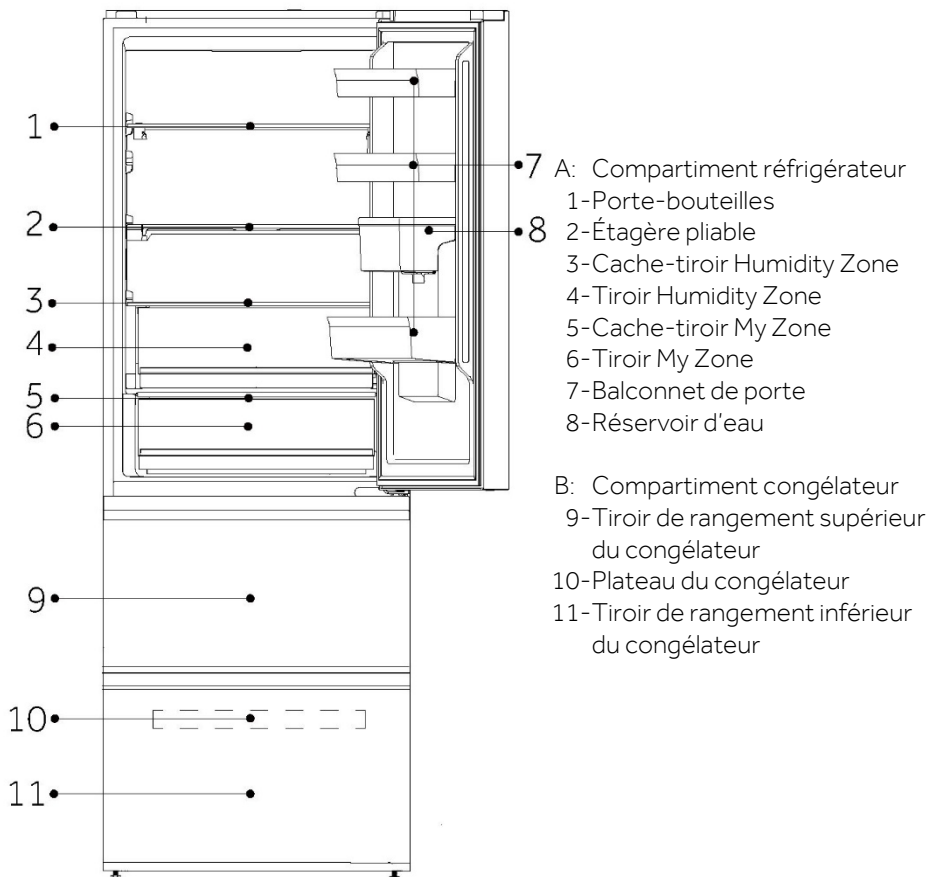 1
2
3
4
5
6
7
8
9
10
11
A: Compartiment réfrigérateur
1-Porte-bouteilles
2-Étagère pliable
3-Cache-tiroir Humidity Zone
4-Tiroir Humidity Zone
5-Cache-tiroir My Zone
6-Tiroir My Zone
7-Balconnet de porte
8-Réservoir d'eau
B: Compartiment congélateur
9-Tiroir de rangement supérieur
du congélateur
10-Plateau du congélateur
11-Tiroir de rangement inférieur
du congélateur